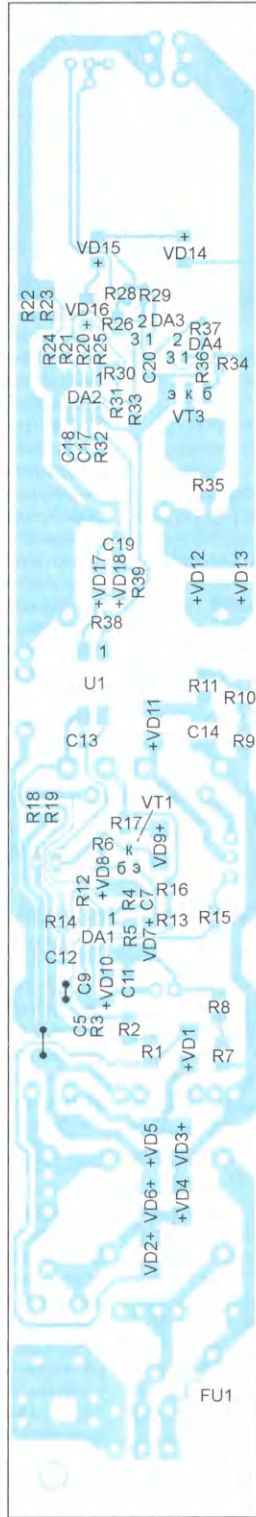 VD15
+
+
VD14
R22
R23
R28
R29
VD16
+
R24
R21
R20
R25
R26
2
DA3
3
1
R37
2
DA4
3
1
R36
R34
C20
1
R30
DA2
R31
R33
э к б
VT3
C18
C17
R32
R35
C19
+VD17
+VD18
R39
+VD12
+VD13
R38
1
U1
+VD11
R11
R10
C13
C14
R9
R18
R19
R17
VT1
R6
к
б э
VD9+
+VD8
R12
R16
R14
1
R4
C7
R13
R15
DA1
R5
VD7+
C12
C9
+VD10
C11
R8
C5
R3
R2
R1
+VD1
R7
+VD5
VD3+
VD6+
+VD4
VD2+
FU1